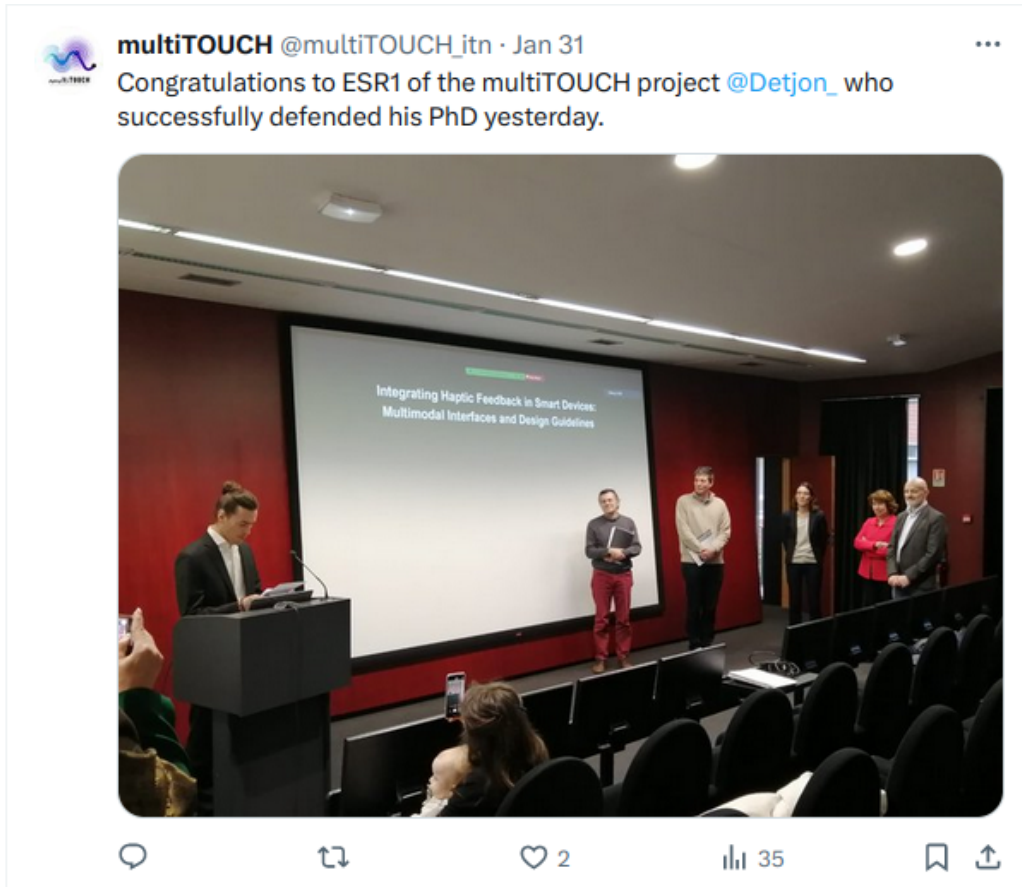 multiTOUCH @multiTOUCH_itn · Jan 31
Congratulations to ESR1 of the multiTOUCH project @Detjon_ who
successfully defended his PhD yesterday.
Integrating Haptic Feedback in Smart Devices:
Multimodal Interfaces and Design Guidelines
2
35